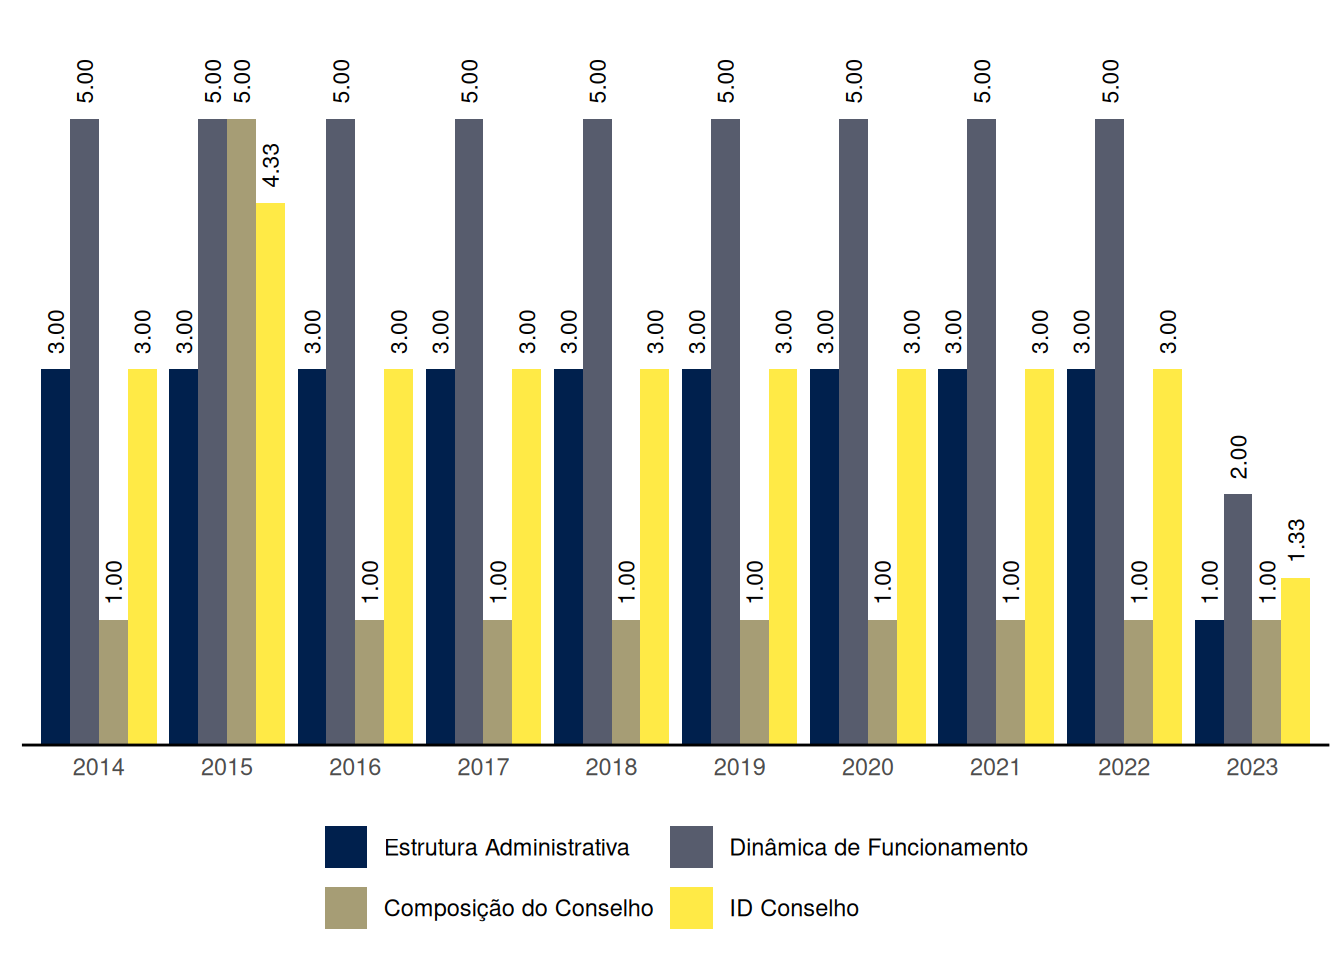 5.00 5.00 5.00 5.00 5.00 5.00 5.00 5.00 5.00 5.00
4.33
3.00 3.00 3.00 3.00 3.00 3.00 3.00 3.00 3.00 3.00 3.00 3.00 3.00 3.00 3.00 3.00 3.00
2.00
1.33
1.00 1.00 1.00 1.00 1.00 1.00 1.00 1.00 1.00 1.00
2014 2015 2016 2017 2018 2019 2020 2021 2022 2023
Estrutura Administrativa Dinâmica de Funcionamento
Composição do Conselho ID Conselho